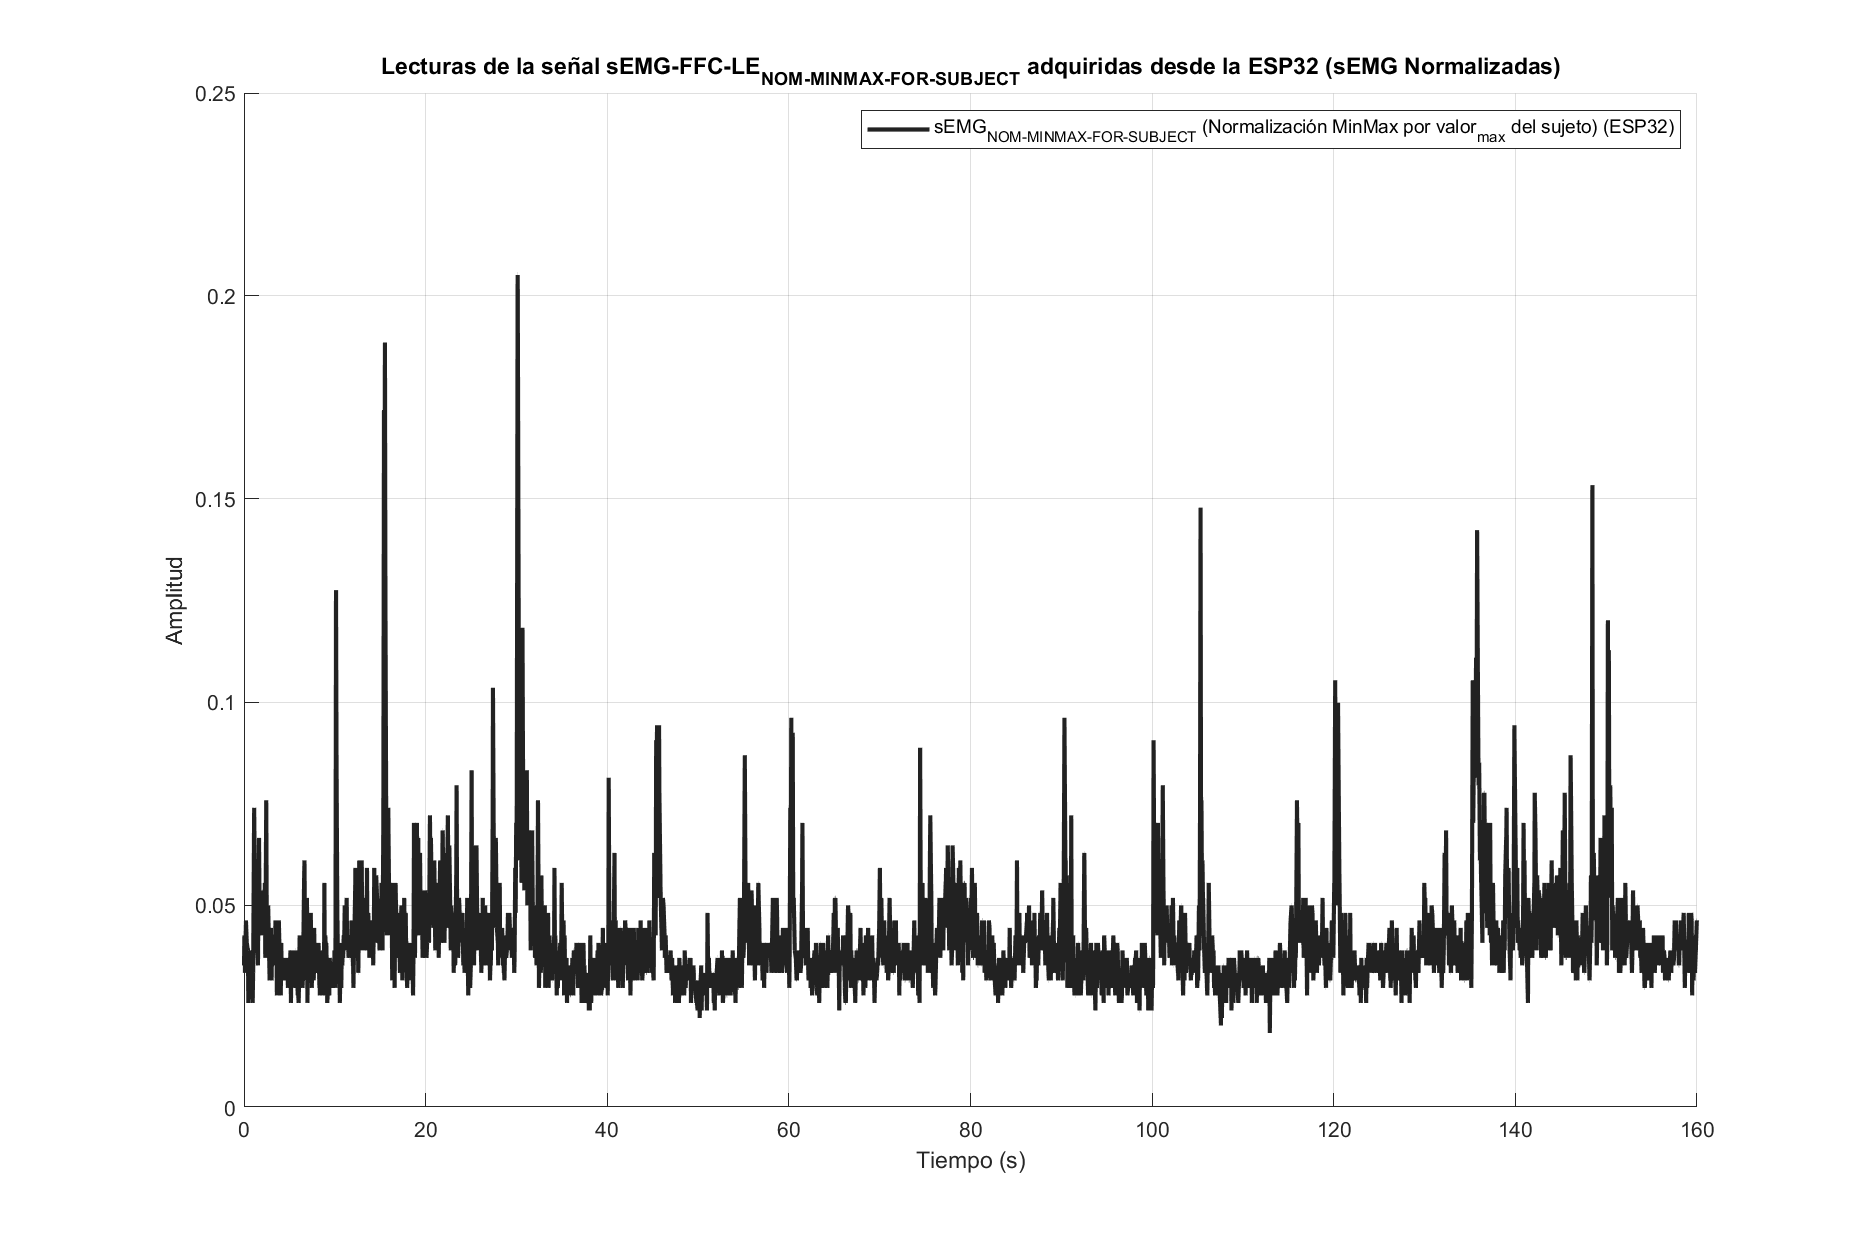 Lecturas de la señal sEMG-FFC-LE NOM-MINMAX-FOR-SUBJECT adquiridas desde la ESP32 (sEMG Normalizadas)
sEMG NOM-MINMAX-FOR-SUBJECT (Normalización MinMax por valor max del sujeto) (ESP32)
0.25
0.2
0.15
0.1
0.05
0
Amplitud
0 20 40 60 80 100 120 140 160
Tiempo (s)